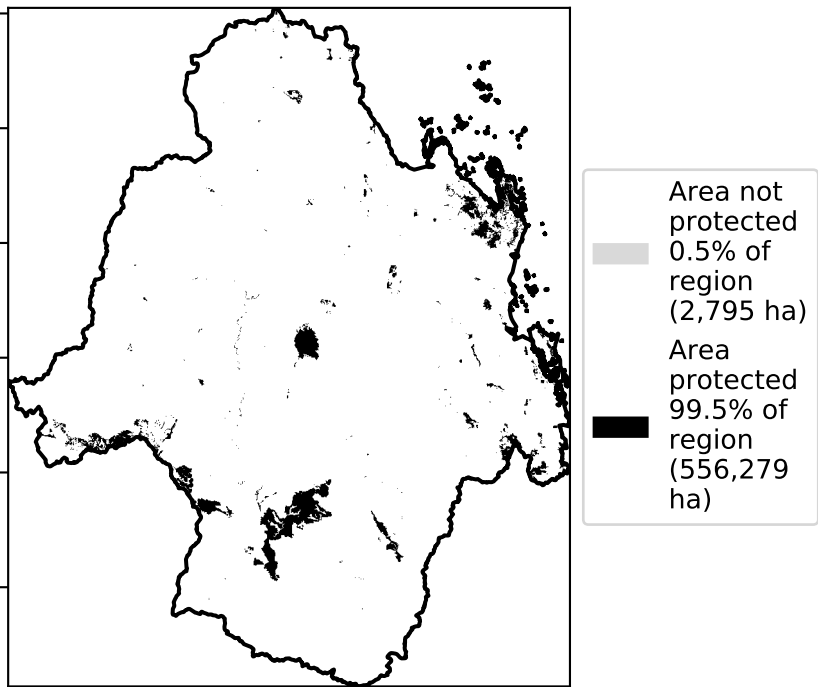 Area not
protected
0.5% of
region
(2,795 ha)
Area
protected
99.5% of
region
(556,279
ha)